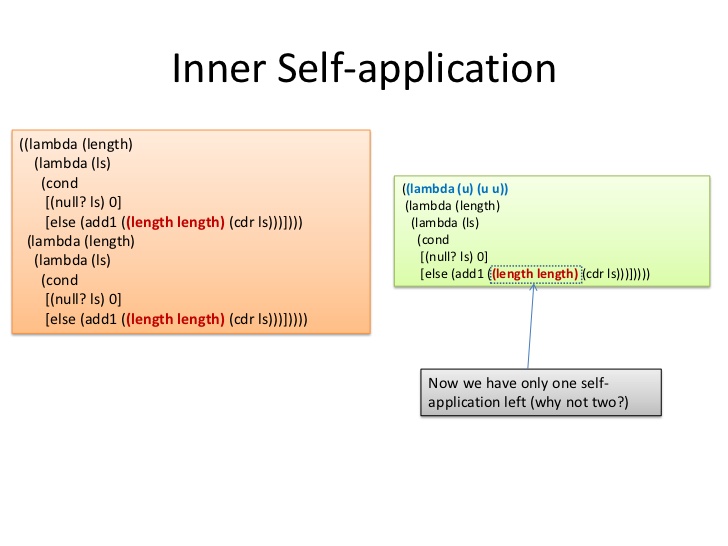 Inner Self-application
((lambda (length)
(lambda (ls)
(cond
[(null? ls) 0]
[else (add1 ((length length) (cdr ls)))])))
(lambda (length)
(lambda (ls)
(cond
[(null? ls) 0]
[else (add1 ((length length) (cdr ls)))]))))
((lambda (u) (u u))
(lambda (length)
(lambda (ls)
(cond
[(null? ls) 0]
[else (add1 ((length length) (cdr ls)))]))))
Now we have only one self-
application left (why not two?)